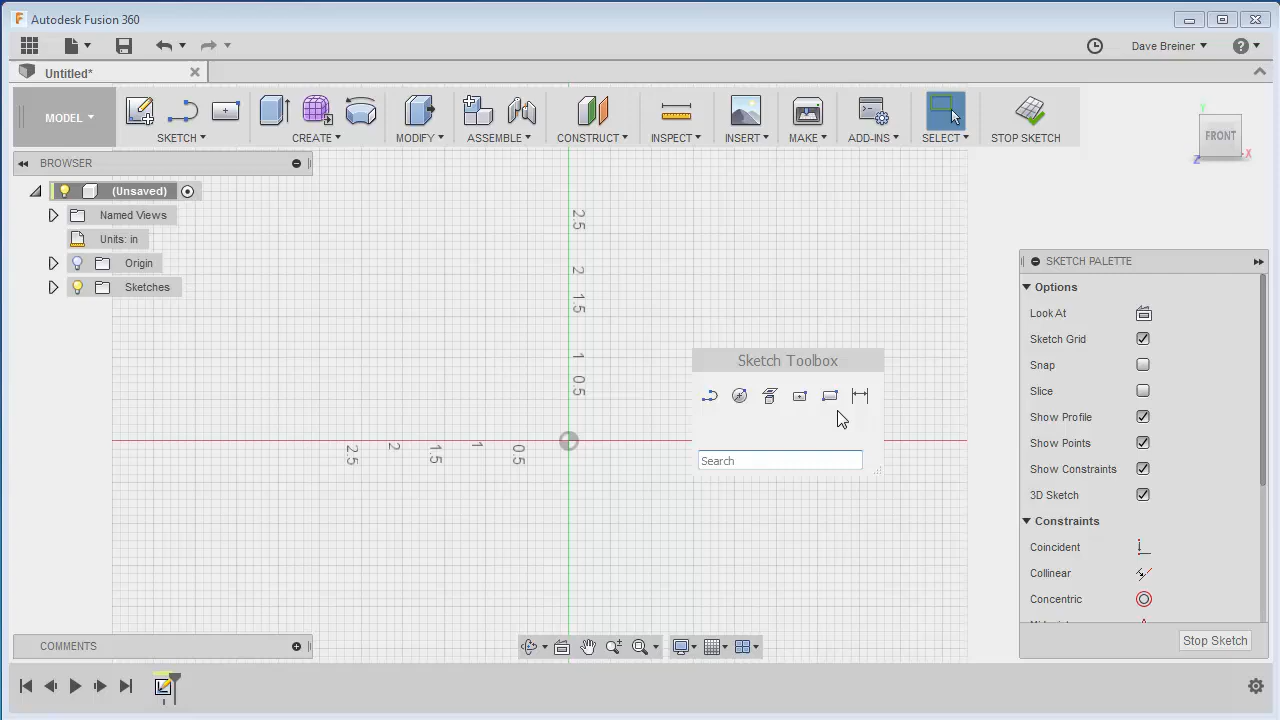 Autodesk Fusion 360
Dave Breiner
Untitled*
MODEL
SKETCH
CREATE
MODIFY
ASSEMBLE
CONSTRUCT
INSPECT
INSERT
MAKE
ADD-INS
SELECT
STOP SKETCH
Y
FRONT
X
Z
BROWSER
(Unsaved)
Named Views
Units: in
Origin
Sketches
2.5
2
1.5
1
0.5
2.5
2
1.5
1
0.5
Sketch Toolbox
Search
SKETCH PALETTE
Options
Look At
Sketch Grid
Snap
Slice
Show Profile
Show Points
Show Constraints
3D Sketch
Constraints
Coincident
Collinear
Concentric
Stop Sketch
COMMENTS